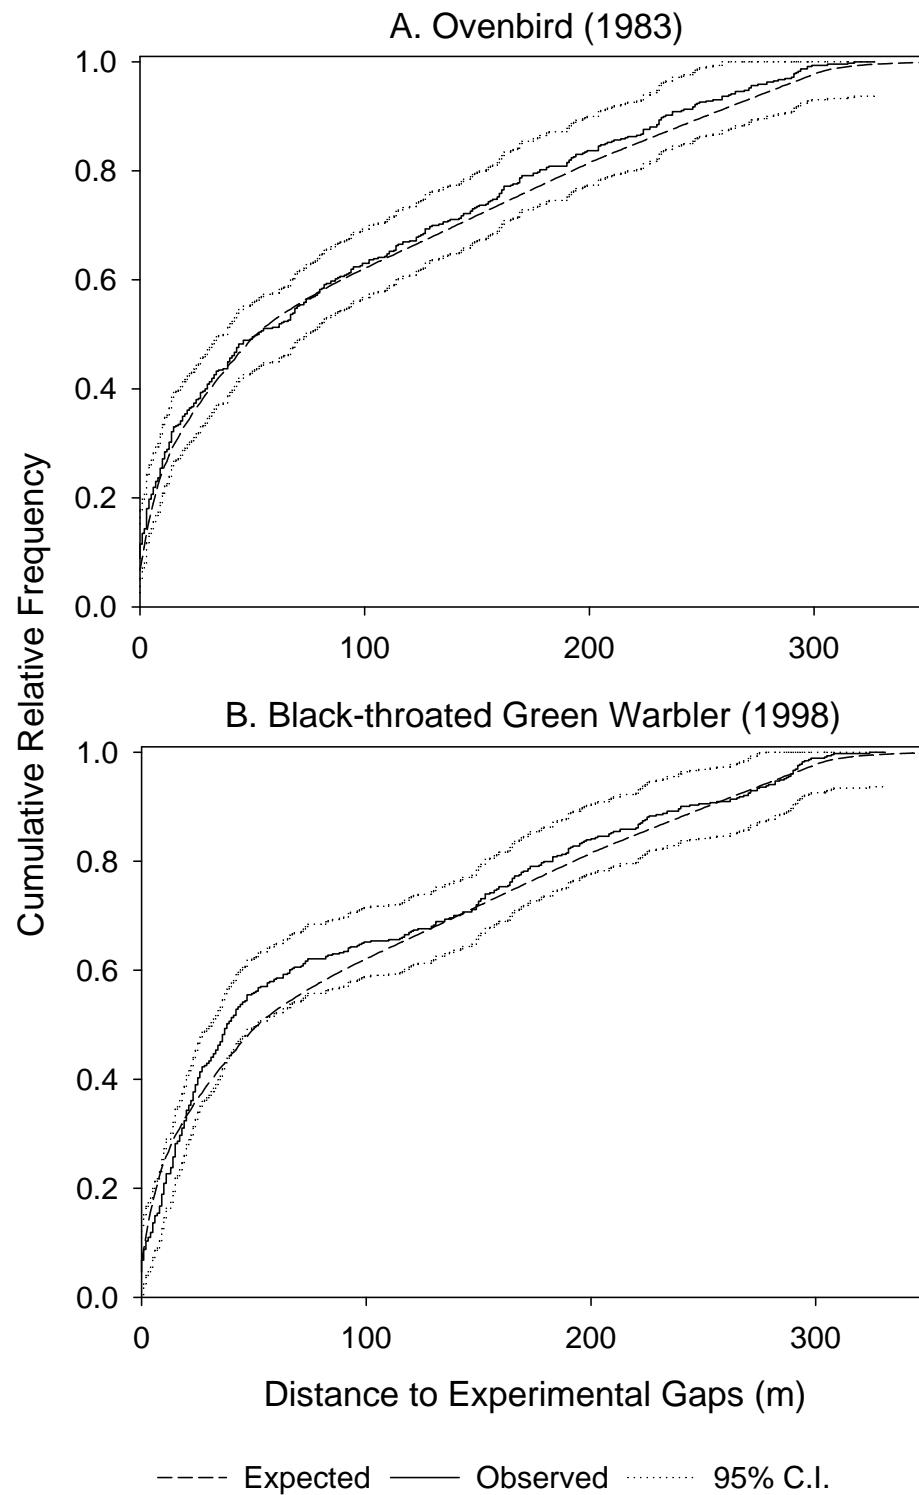 A. Ovenbird (1983)
1.0
0.8
0.6
0.4
0.2
0.0
0 100 200 300
Cumulative Relative Frequency
B. Black-throated Green Warbler (1998)
1.0
0.8
0.6
0.4
0.2
0.0
0 100 200 300
Distance to Experimental Gaps (m)
Expected Observed 95% C.I.